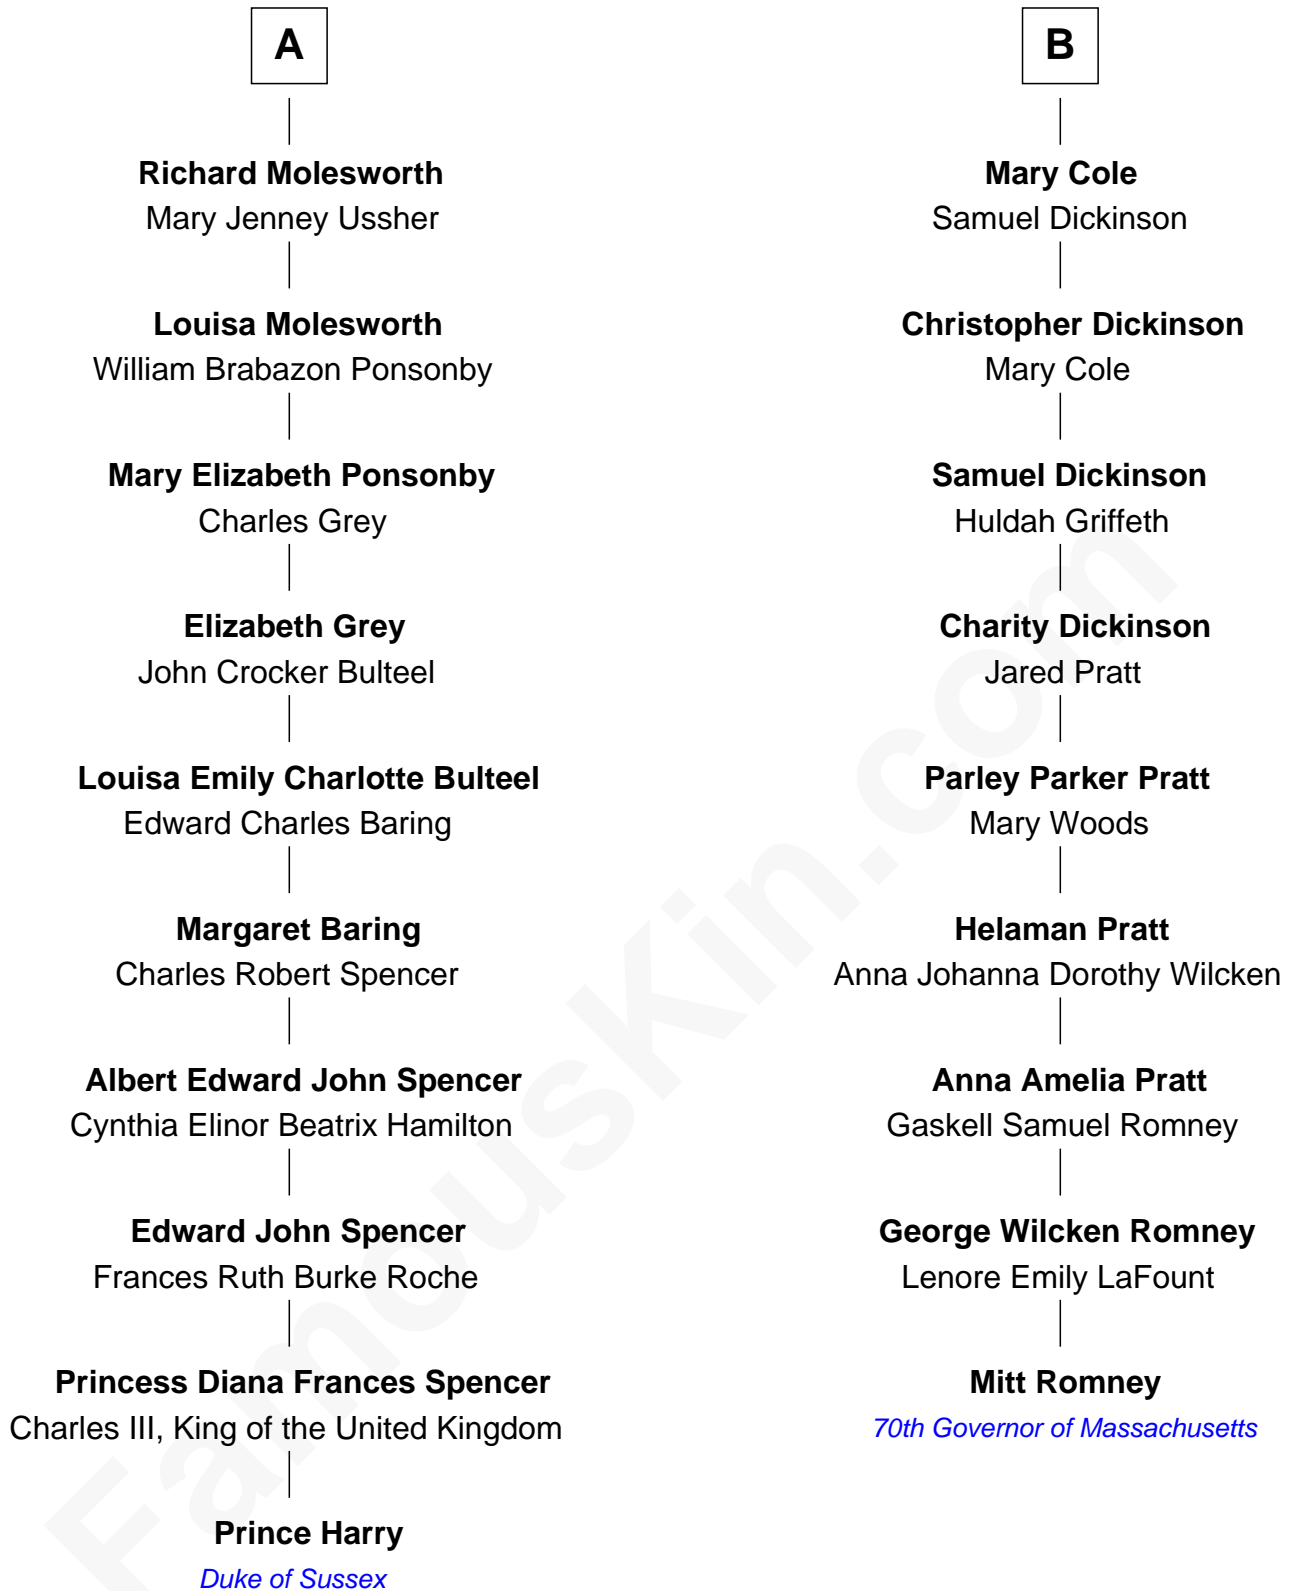 A
Richard Molesworth
Mary Jenney Ussher
Louisa Molesworth
William Brabazon Ponsonby
Mary Elizabeth Ponsonby
Charles Grey
Elizabeth Grey
John Crocker Bulteel
Louisa Emily Charlotte Bulteel
Edward Charles Baring
Margaret Baring
Charles Robert Spencer
Albert Edward John Spencer
Cynthia Elinor Beatrix Hamilton
Edward John Spencer
Frances Ruth Burke Roche
Princess Diana Frances Spencer
Charles III, King of the United Kingdom
Prince Harry
Duke of Sussex
B
Mary Cole
Samuel Dickinson
Christopher Dickinson
Mary Cole
Samuel Dickinson
Huldah Griffeth
Charity Dickinson
Jared Pratt
Parley Parker Pratt
Mary Woods
Helaman Pratt
Anna Johanna Dorothy Wilcken
Anna Amelia Pratt
Gaskell Samuel Romney
George Wilcken Romney
Lenore Emily LaFount
Mitt Romney
70th Governor of Massachusetts
FamousKin.com